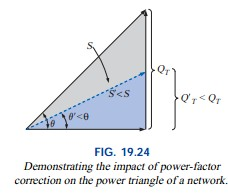 S
Q_T
S'<S
Q'_T < Q_T
θ
θ'<θ
FIG. 19.24
Demonstrating the impact of power-factor
correction on the power triangle of a network.